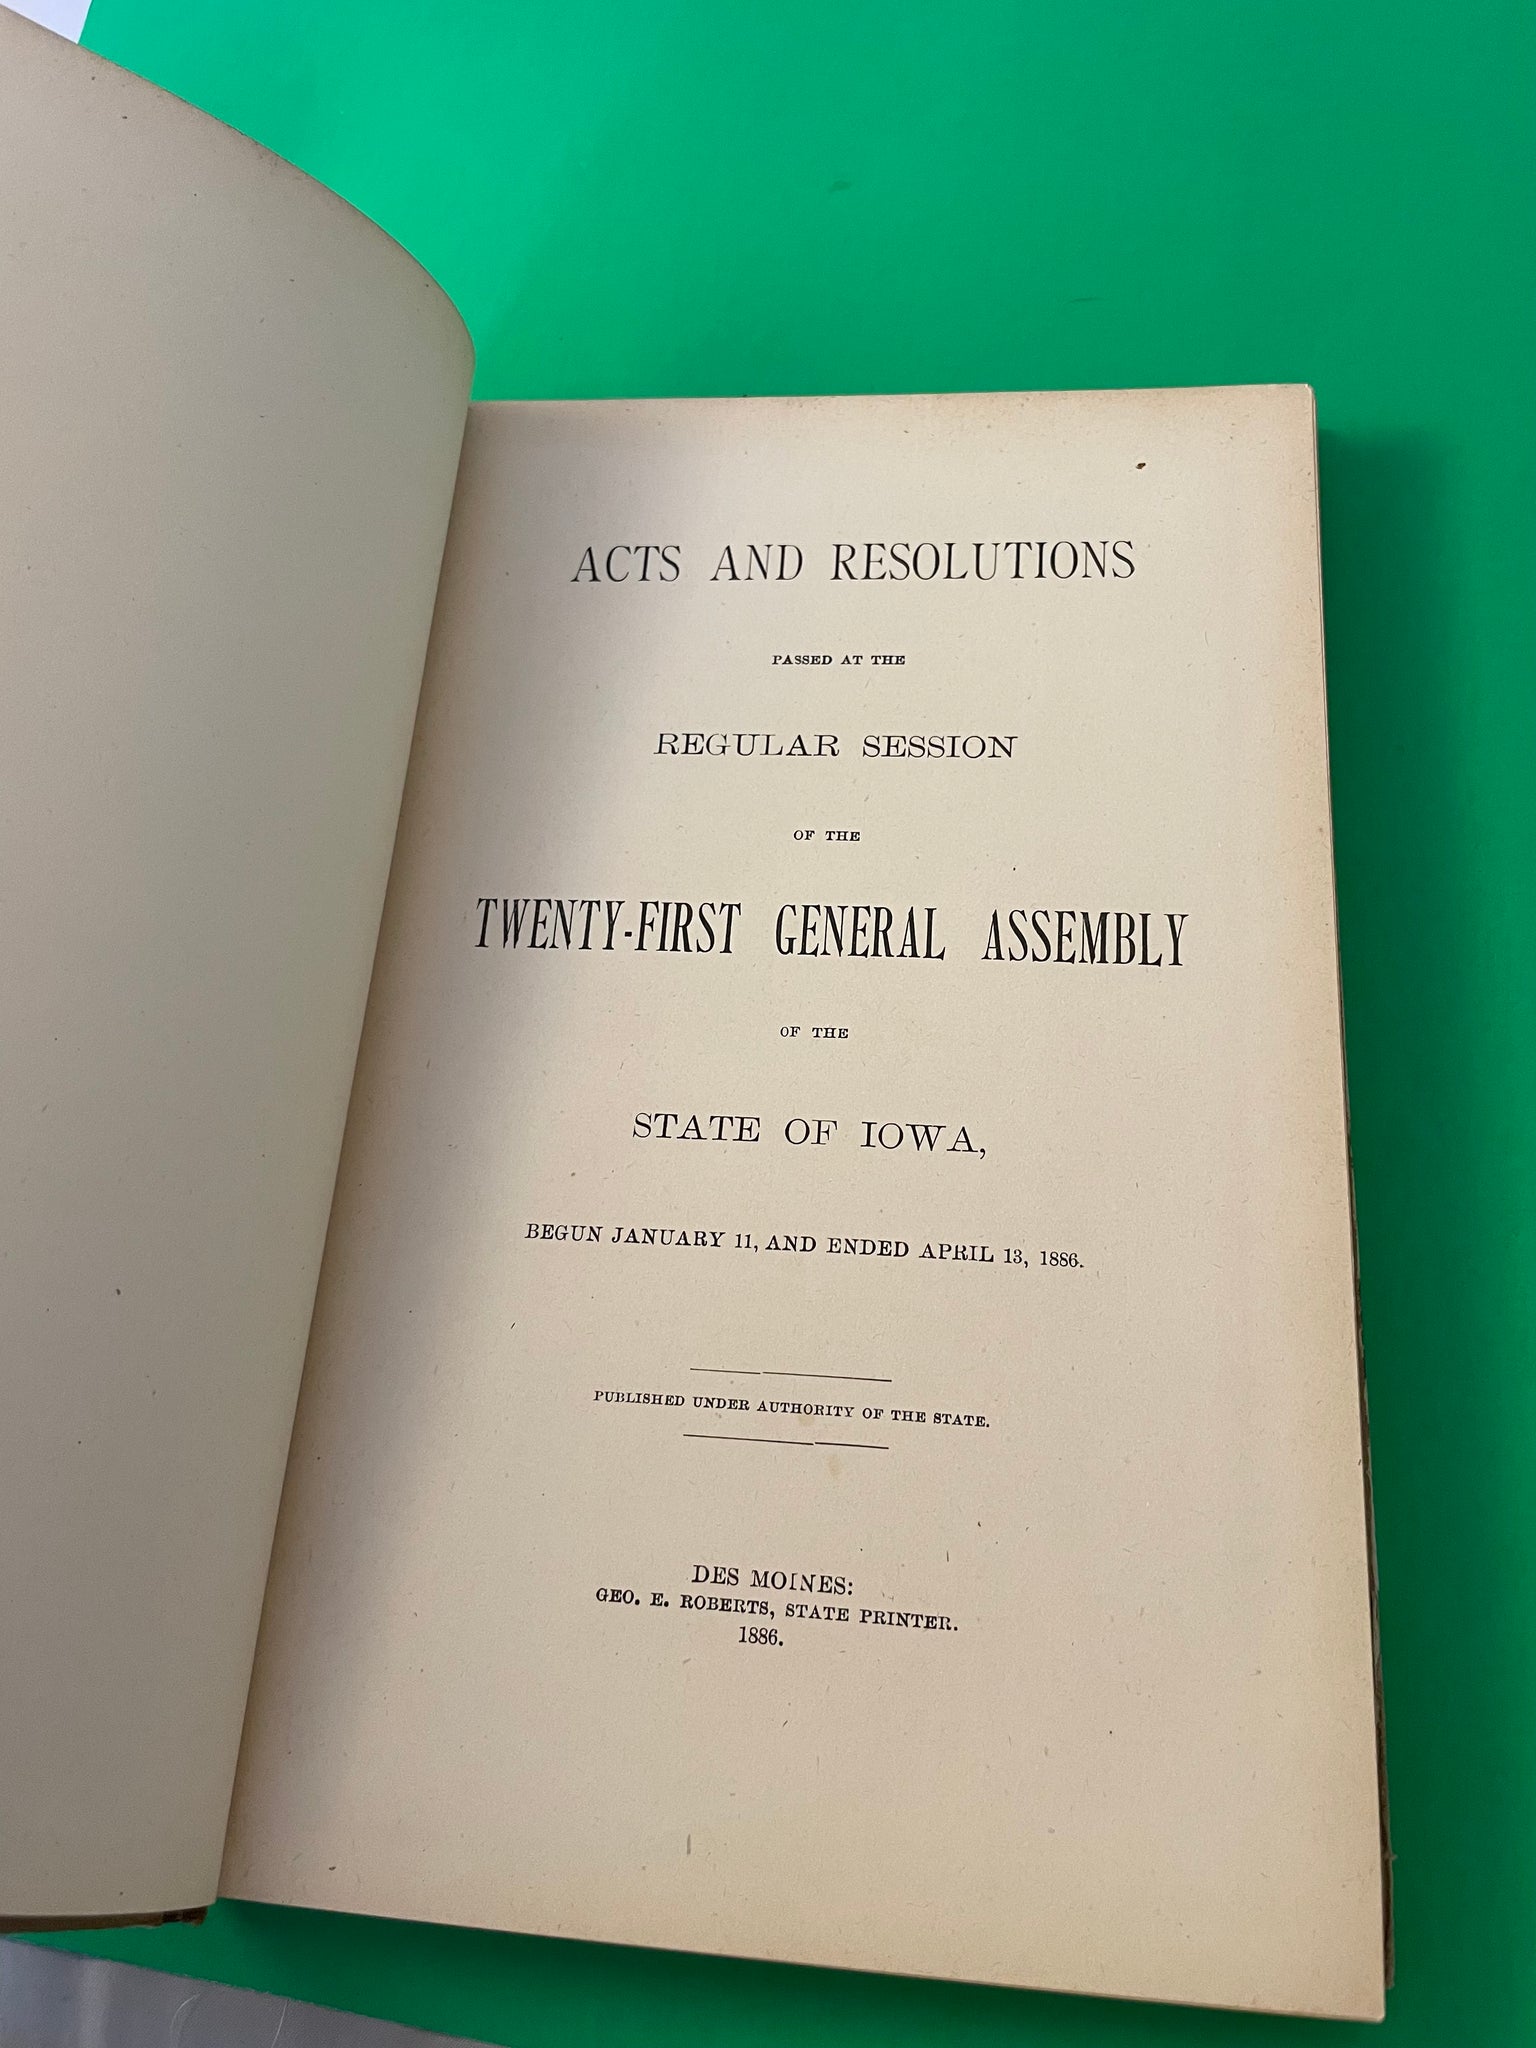 ACTS AND RESOLUTIONS
PASSED AT THE
REGULAR SESSION
OF THE
TWENTY-FIRST GENERAL ASSEMBLY
OF THE
STATE OF IOWA,
BEGUN JANUARY 11, AND ENDED APRIL 13, 1886.
PUBLISHED UNDER AUTHORITY OF THE STATE.
DES MOINES:
GEO. E. ROBERTS, STATE PRINTER.
1886.